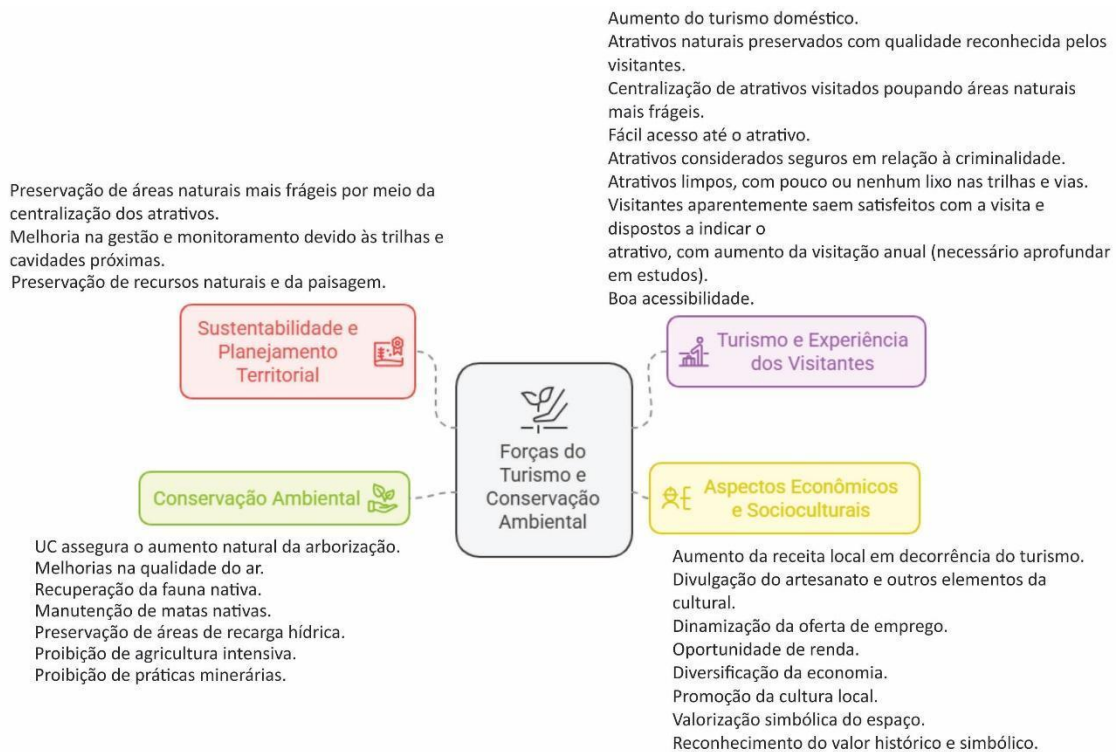 Aumento do turismo doméstico.
Atrativos naturais preservados com qualidade reconhecida pelos
visitantes.
Centralização de atrativos visitados poupando áreas naturais
mais frágeis.
Fácil acesso até o atrativo.
Atrativos considerados seguros em relação à criminalidade.
Atrativos limpos, com pouco ou nenhum lixo nas trilhas e vias.
Visitantes aparentemente saem satisfeitos com a visita e
dispostos a indicar o
atrativo, com aumento da visitação anual (necessário aprofundar
em estudos).
Boa acessibilidade.
Preservação de áreas naturais mais frágeis por meio da
centralização dos atrativos.
Melhoria na gestão e monitoramento devido às trilhas e
cavidades próximas.
Preservação de recursos naturais e da paisagem.
Sustentabilidade e
Planejamento
Territorial
Turismo e Experiência
dos Visitantes
Forças do
Turismo e
Conservação
Ambiental
Conservação Ambiental
Aspectos Econômicos
e Socioculturais
UC assegura o aumento natural da arborização.
Melhorias na qualidade do ar.
Recuperação da fauna nativa.
Manutenção de matas nativas.
Preservação de áreas de recarga hídrica.
Proibição de agricultura intensiva.
Proibição de práticas minerárias.
Aumento da receita local em decorrência do turismo.
Divulgação do artesanato e outros elementos da
cultural.
Dinamização da oferta de emprego.
Oportunidade de renda.
Diversificação da economia.
Promoção da cultura local.
Valorização simbólica do espaço.
Reconhecimento do valor histórico e simbólico.